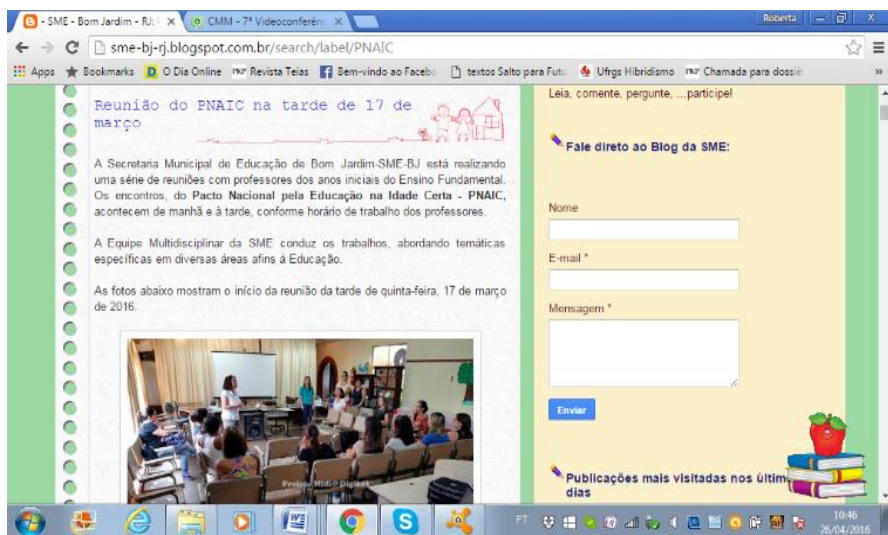 - SME - Bom Jardim - RJ:
CMM - 7ª Videoconferên
Roberta
sme-bj-rj.blogspot.com.br/search/label/PNAIC
Apps
Bookmarks
O Dia Online
Revista Teias
Bem-vindo ao Facebo
textos Salto para Futu
Ufrgs Hibridismo
Chamada para dossiê
Reunião do PNAIC na tarde de 17 de
março
A Secretaria Municipal de Educação de Bom Jardim-SME-BJ está realizando
uma série de reuniões com professores dos anos iniciais do Ensino Fundamental.
Os encontros, do Pacto Nacional pela Educação na Idade Certa - PNAIC,
acontecem de manhã e à tarde, conforme horário de trabalho dos professores.
A Equipe Multidisciplinar da SME conduz os trabalhos, abordando temáticas
específicas em diversas áreas afins à Educação.
As fotos abaixo mostram o início da reunião da tarde de quinta-feira, 17 de março
de 2016.
Projeto Mídi@ Digital
Leia, comente, pergunte, ...participe!
Fale direto ao Blog da SME:
Nome
E-mail *
Mensagem *
Enviar
Publicações mais visitadas nos últim
dias
PT
10:46
26/04/2016